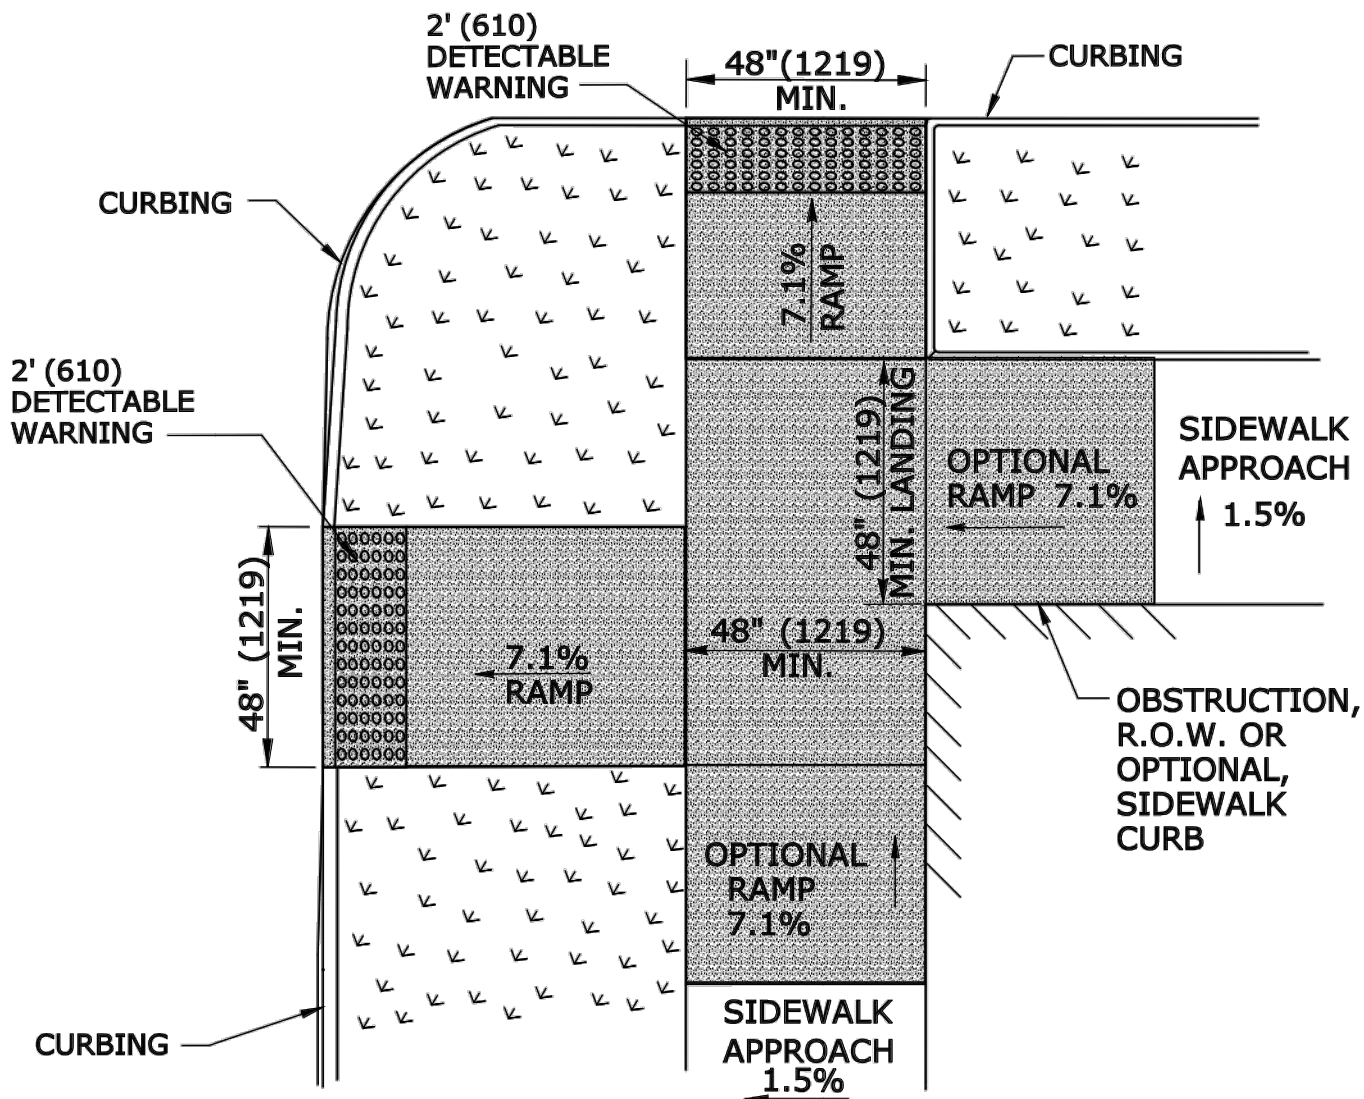 2' (610)
DETECTABLE
WARNING
48"(1219)
MIN.
CURBING
CURBING
7.1%
RAMP
2' (610)
DETECTABLE
WARNING
48" (1219)
MIN. LANDING
OPTIONAL
RAMP 7.1%
SIDEWALK
APPROACH
1.5%
48" (1219)
MIN.
7.1%
RAMP
48" (1219)
MIN.
OBSTRUCTION,
R.O.W. OR
OPTIONAL,
SIDEWALK
CURB
OPTIONAL
RAMP
7.1%
CURBING
SIDEWALK
APPROACH
1.5%